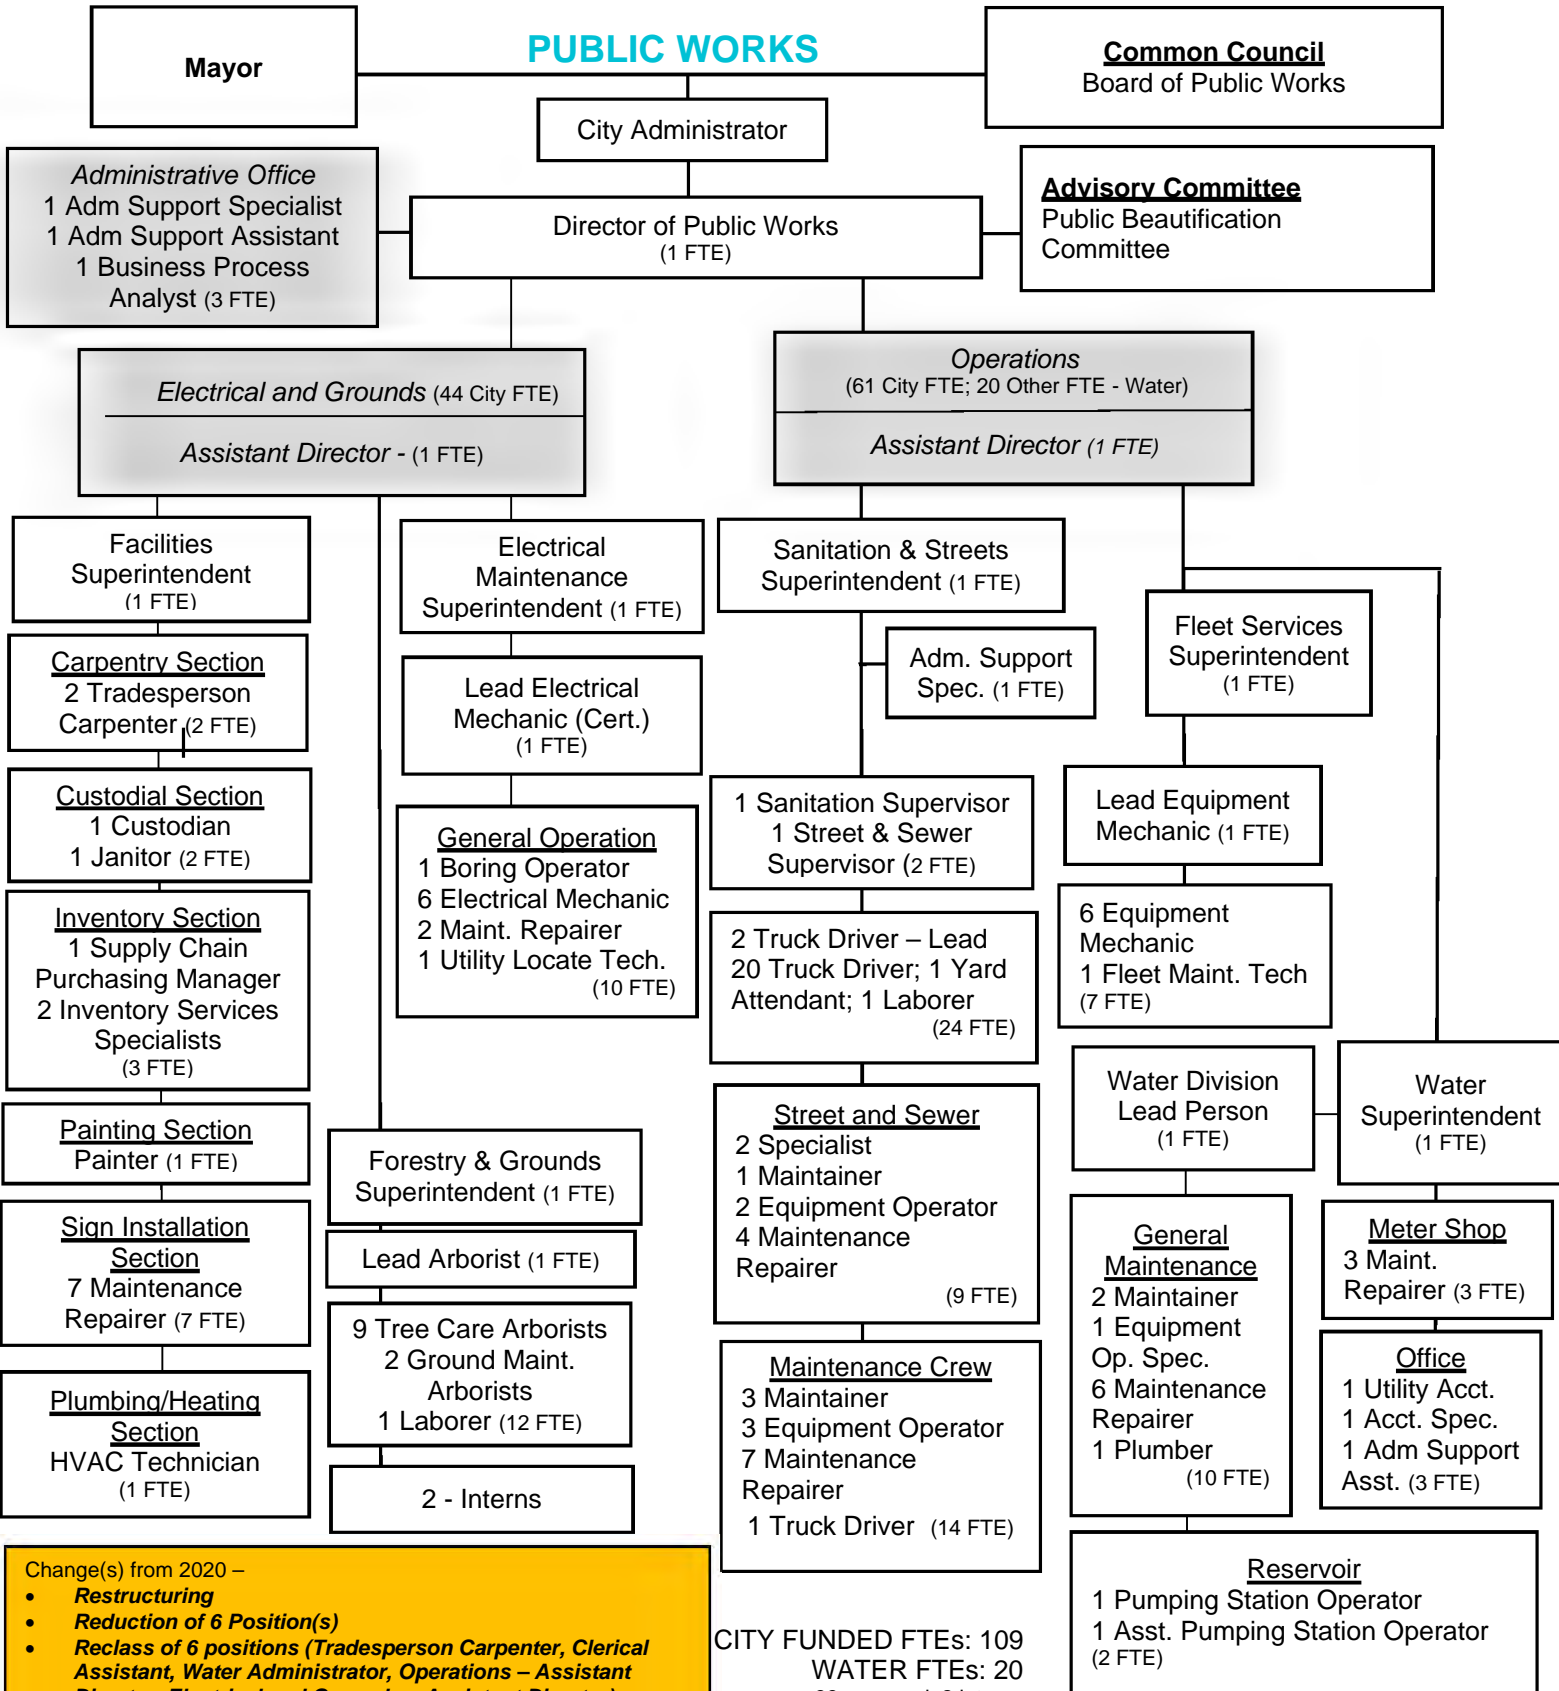 PUBLIC WORKS
Mayor
Common Council
Board of Public Works
City Administrator
Administrative Office
1 Adm Support Specialist
1 Adm Support Assistant
1 Business Process
Analyst (3 FTE)
Director of Public Works
(1 FTE)
Advisory Committee
Public Beautification
Committee
Electrical and Grounds (44 City FTE)
Assistant Director - (1 FTE)
Operations
(61 City FTE; 20 Other FTE - Water)
Assistant Director (1 FTE)
Facilities
Superintendent
(1 FTE)
Carpentry Section
2 Tradesperson
Carpenter (2 FTE)
Custodial Section
1 Custodian
1 Janitor (2 FTE)
Inventory Section
1 Supply Chain
Purchasing Manager
2 Inventory Services
Specialists
(3 FTE)
Painting Section
Painter (1 FTE)
Sign Installation
Section
7 Maintenance
Repairer (7 FTE)
Plumbing/Heating
Section
HVAC Technician
(1 FTE)
Electrical
Maintenance
Superintendent (1 FTE)
Lead Electrical
Mechanic (Cert.)
(1 FTE)
General Operation
1 Boring Operator
6 Electrical Mechanic
2 Maint. Repairer
1 Utility Locate Tech.
(10 FTE)
Forestry & Grounds
Superintendent (1 FTE)
Lead Arborist (1 FTE)
9 Tree Care Arborists
2 Ground Maint.
Arborists
1 Laborer (12 FTE)
2 - Interns
Sanitation & Streets
Superintendent (1 FTE)
Adm. Support
Spec. (1 FTE)
1 Sanitation Supervisor
1 Street & Sewer
Supervisor (2 FTE)
2 Truck Driver – Lead
20 Truck Driver; 1 Yard
Attendant; 1 Laborer
(24 FTE)
Street and Sewer
2 Specialist
1 Maintainer
2 Equipment Operator
4 Maintenance
Repairer
(9 FTE)
Maintenance Crew
3 Maintainer
3 Equipment Operator
7 Maintenance
Repairer
1 Truck Driver (14 FTE)
Fleet Services
Superintendent
(1 FTE)
Lead Equipment
Mechanic (1 FTE)
6 Equipment
Mechanic
1 Fleet Maint. Tech
(7 FTE)
Water Division
Lead Person
(1 FTE)
Water
Superintendent
(1 FTE)
General
Maintenance
2 Maintainer
1 Equipment
Op. Spec.
6 Maintenance
Repairer
1 Plumber
(10 FTE)
Meter Shop
3 Maint.
Repairer (3 FTE)
Office
1 Utility Acct.
1 Acct. Spec.
1 Adm Support
Asst. (3 FTE)
Reservoir
1 Pumping Station Operator
1 Asst. Pumping Station Operator
(2 FTE)
Change(s) from 2020 –
• Restructuring
• Reduction of 6 Position(s)
• Reclass of 6 positions (Tradesperson Carpenter, Clerical
Assistant, Water Administrator, Operations – Assistant
CITY FUNDED FTEs: 109
WATER FTEs: 20